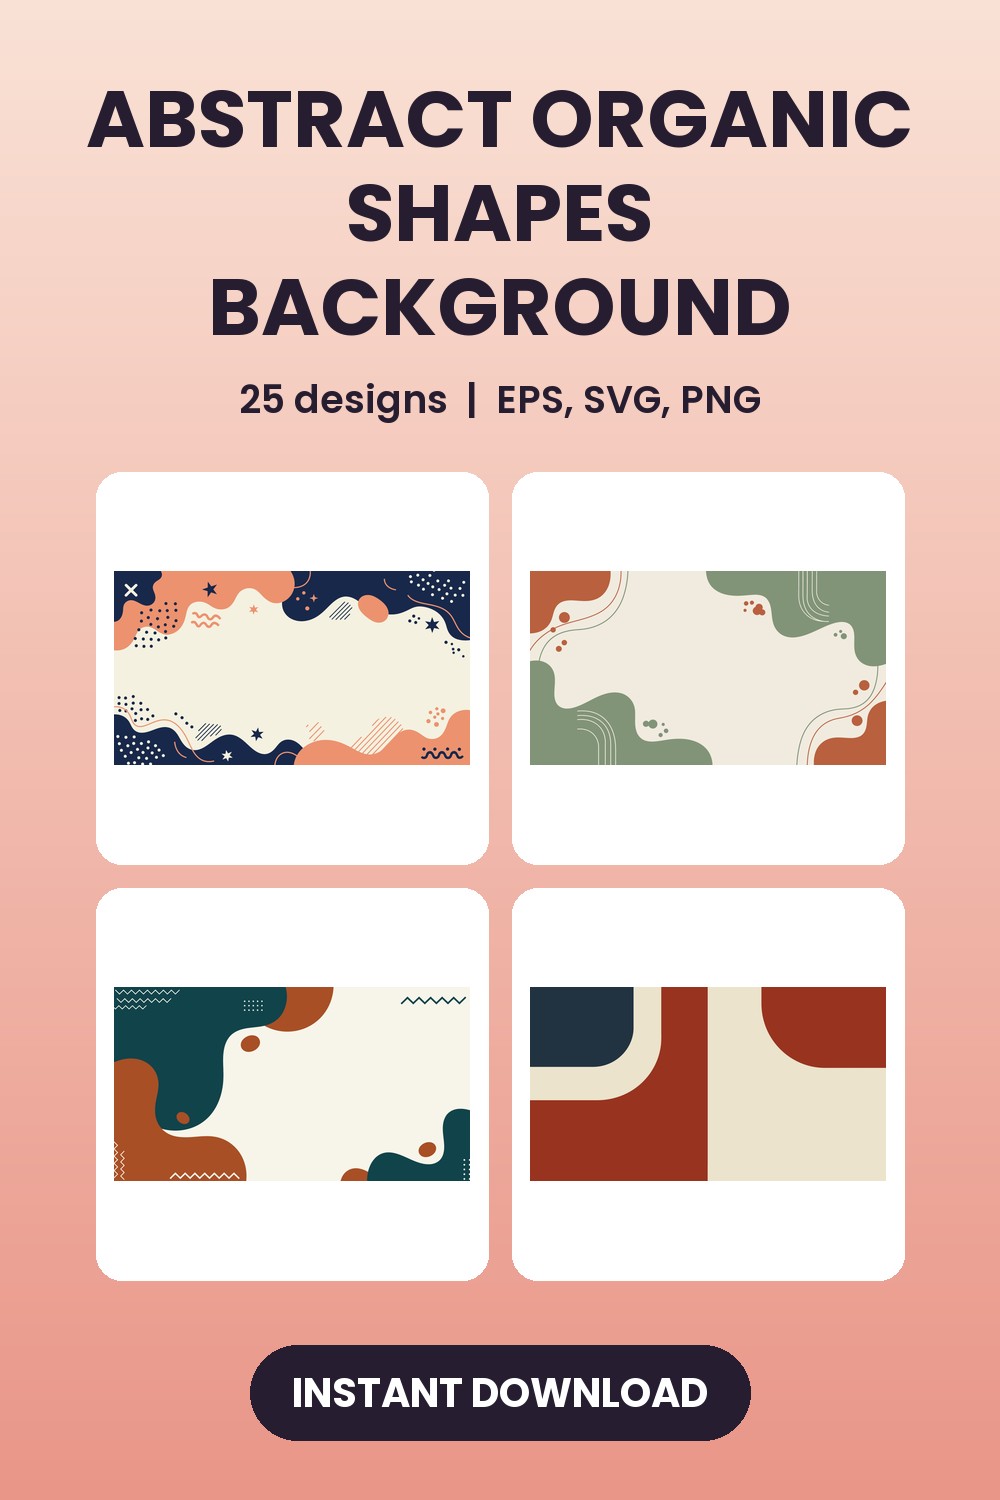 ABSTRACT ORGANIC
SHAPES
BACKGROUND
25 designs | EPS, SVG, PNG
INSTANT DOWNLOAD